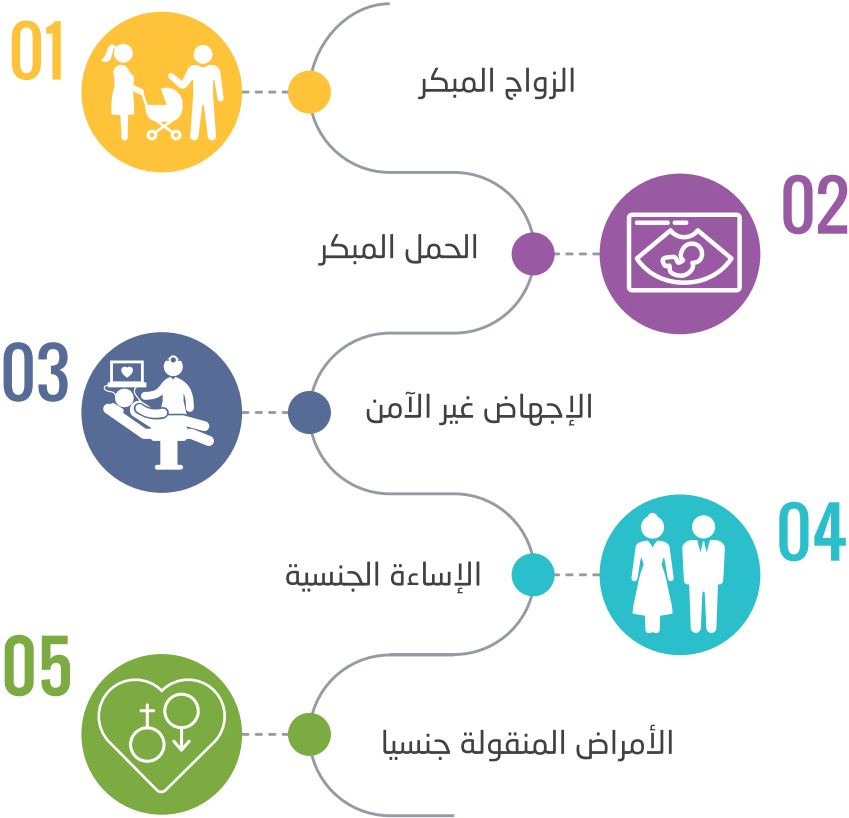 01
الزواج المبكر
02
الحمل المبكر
03
الإجهاض غير الآمن
04
الإساءة الجنسية
05
الأمراض المنقولة جنسيا